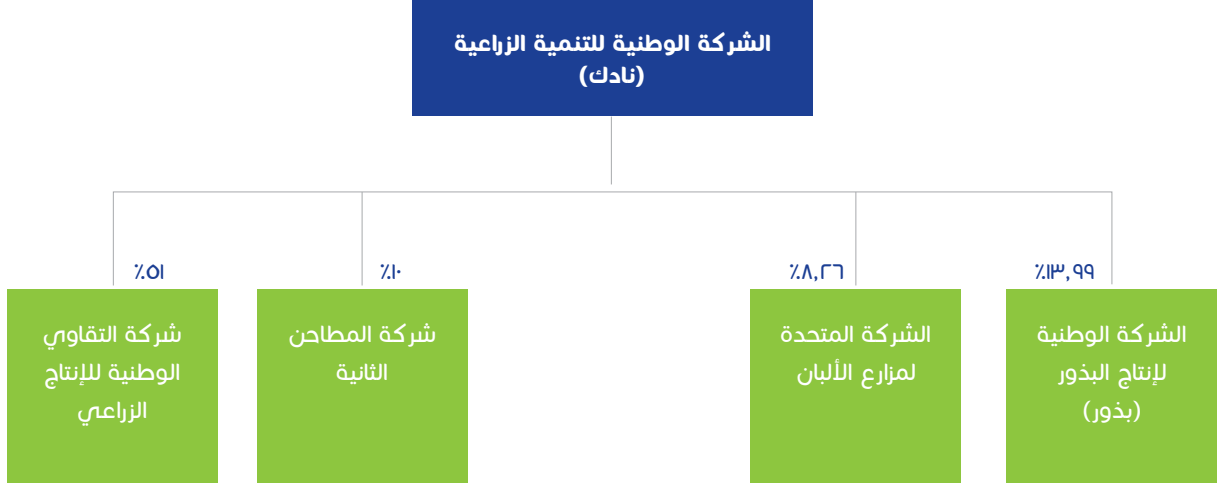 الشركة الوطنية للتنمية الزراعية
(نادك)
٪١٣,٩٩
٪٨,٢٦
٪١٠
٪٥١
الشركة الوطنية
لإنتاج البذور
(بذور)
الشركة المتحدة
لمزارع الألبان
شركة المطاحن
الثانية
شركة التقاوي
الوطنية للإنتاج
الزراعي